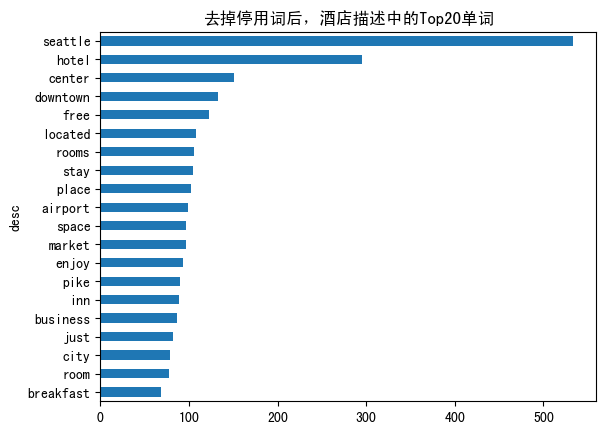 去掉停用词后，酒店描述中的Top20单词
desc
seattle
hotel
center
downtown
free
located
rooms
stay
place
airport
space
market
enjoy
pike
inn
business
just
city
room
breakfast
0 100 200 300 400 500